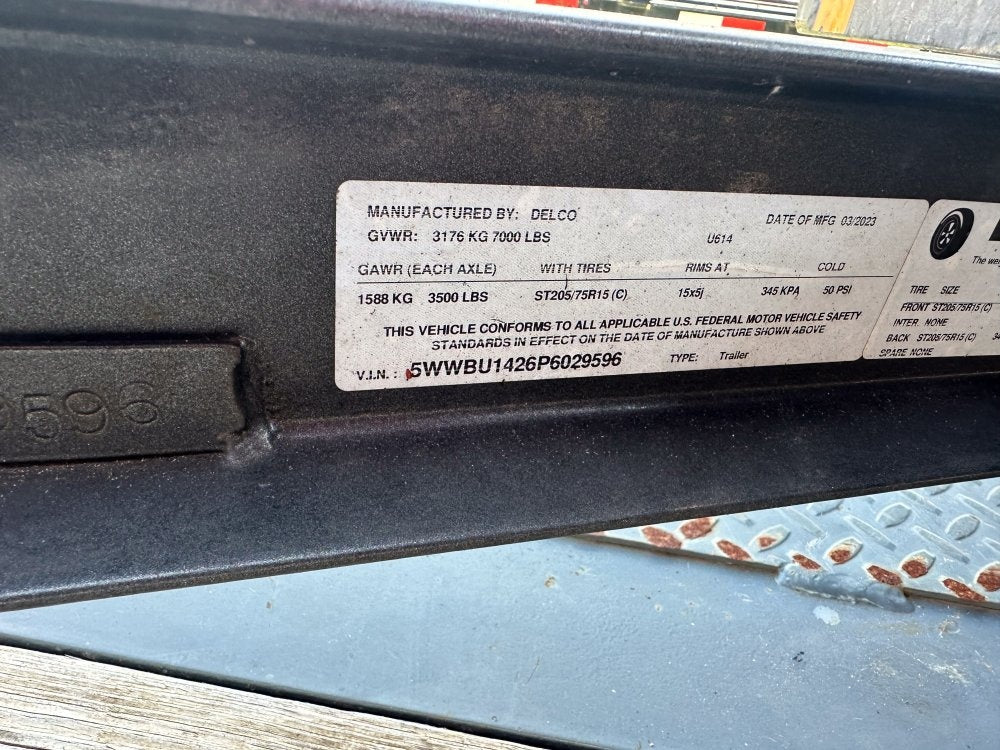 MANUFACTURED BY: DELCO
DATE OF MFG 03/2023
GVWR: 3176 KG 7000 LBS
U614
GAWR (EACH AXLE) WITH TIRES RIMS AT COLD
1588 KG 3500 LBS ST205/75R15 (C) 15x5j 345 KPA 50 PSI
THIS VEHICLE CONFORMS TO ALL APPLICABLE U.S. FEDERAL MOTOR VEHICLE SAFETY
STANDARDS IN EFFECT ON THE DATE OF MANUFACTURE SHOWN ABOVE
V.I.N. : 5WWBU1426P6029596 TYPE: Trailer
The
TIRE SIZE
FRONT ST205/75R15 (C)
INTER NONE
BACK ST205/75R15 (C)
SPARE NONE
9596